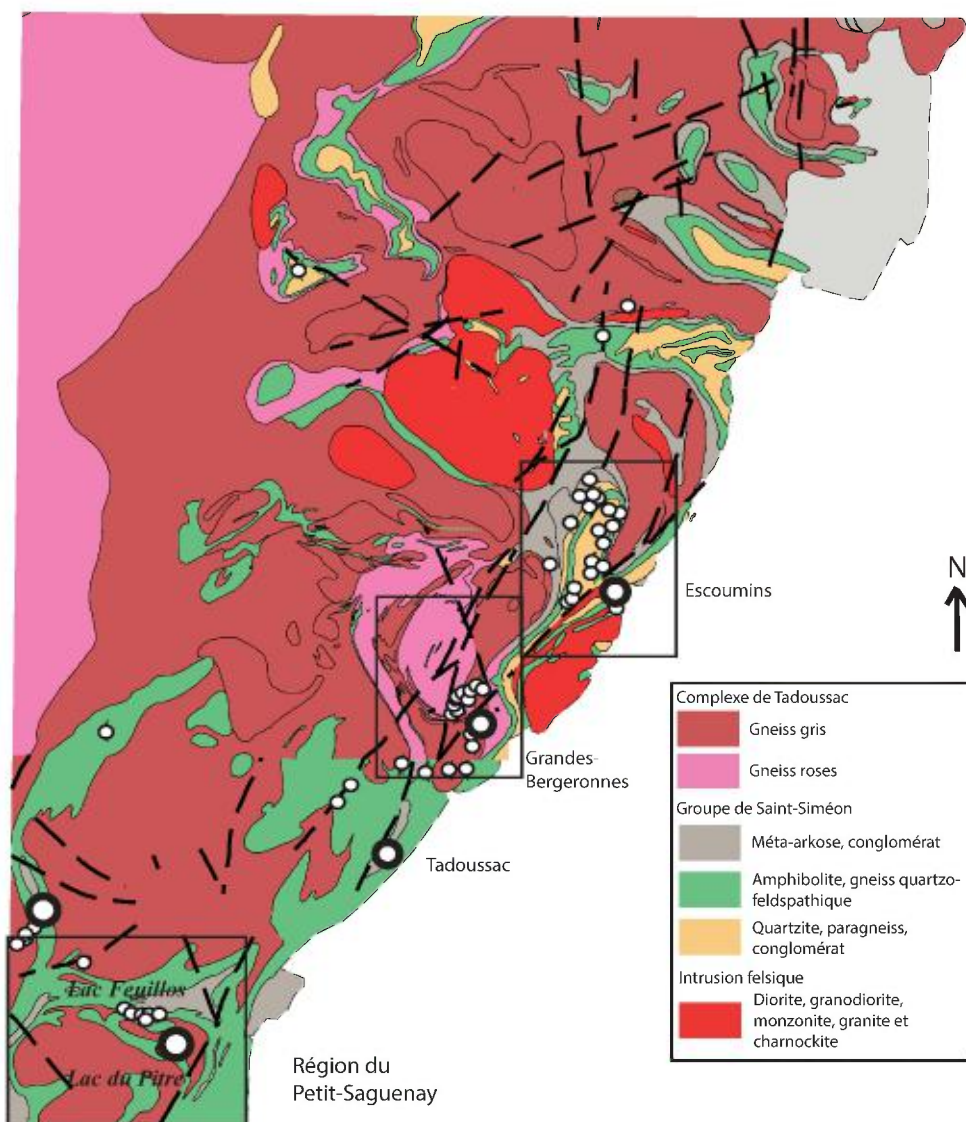 Escoumins
N
Grandes-
Bergeronnes
Tadoussac
Lac Feuillos
Lac du Pitre
Région du
Petit-Saguenay
Complexe de Tadoussac
Gneiss gris
Gneiss roses
Groupe de Saint-Siméon
Méta-arkose, conglomérat
Amphibolite, gneiss quartzo-
feldspathique
Quartzite, paragneiss,
conglomérat
Intrusion felsique
Diorite, granodiorite,
monzonite, granite et
charnockite